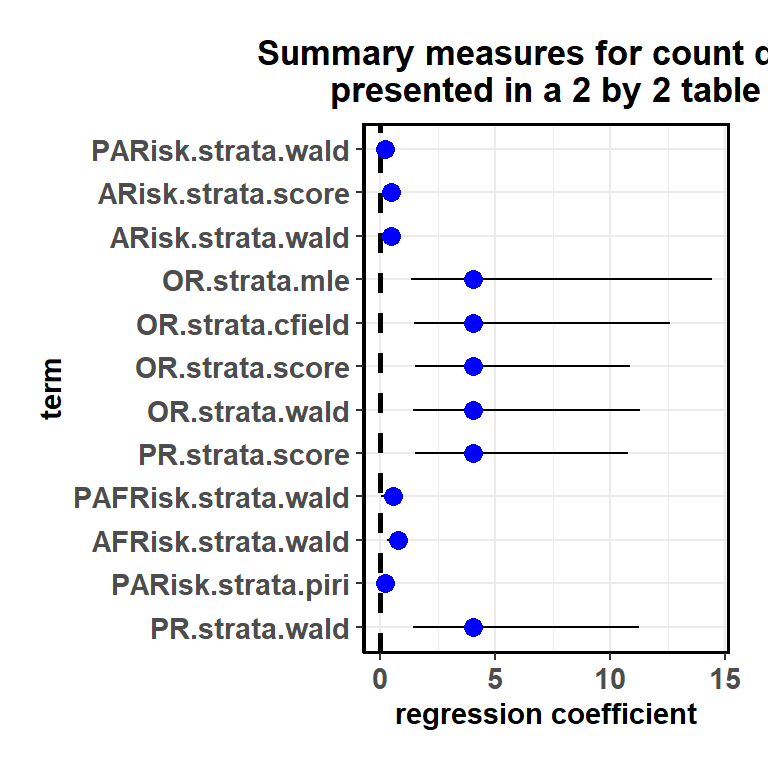 Summary measures for count
presented in a 2 by 2 table
PARisk.strata.wald
ARisk.strata.score
ARisk.strata.wald
OR.strata.mle
OR.strata.cfield
OR.strata.score
OR.strata.wald
PR.strata.score
PAFRisk.strata.wald
AFRisk.strata.wald
PARisk.strata.piri
PR.strata.wald
term
0 5 10 15
regression coefficient